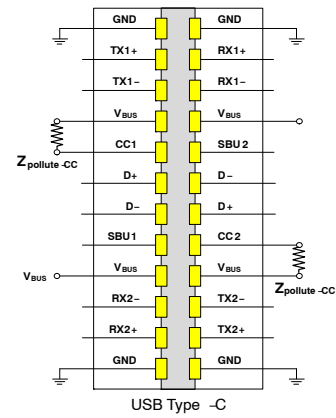 GND GND
TX1+ RX1+
TX1− RX1−
VBUS VBUS
CC1 SBU2
Zpollute -CC
D+ D−
D− D+
SBU1 CC2
VBUS VBUS VBUS
Zpollute -CC
RX2− TX2−
RX2+ TX2+
GND GND
USB Type −C